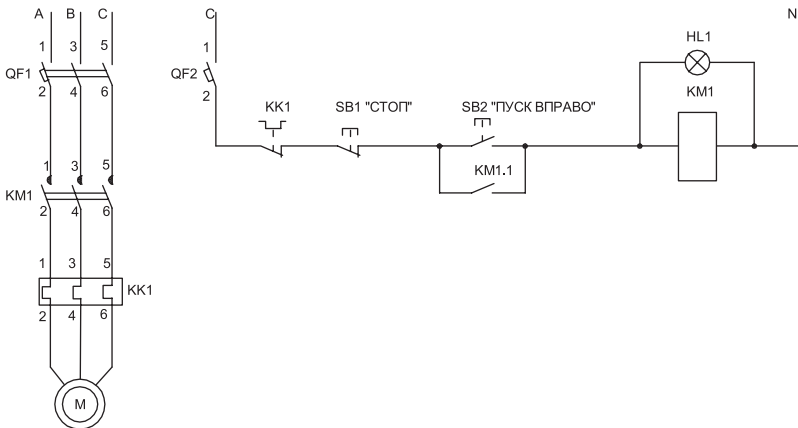 A B C
1 3 5
QF1
2 4 6
1 3 5
KM1
2 4 6
1 3 5
KK1
2 4 6
M
C
1
QF2
2
KK1
SB1 "СТОП"
SB2 "ПУСК ВПРАВО"
KM1.1
HL1
KM1
N